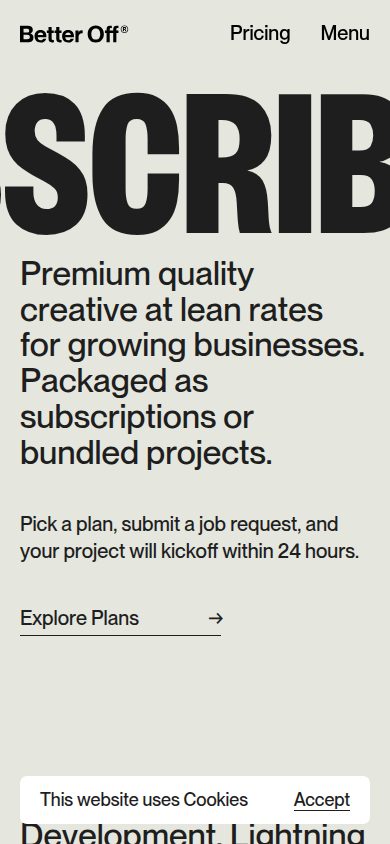 Better Off®
Pricing
Menu
SCRIB
Premium quality
creative at lean rates
for growing businesses.
Packaged as
subscriptions or
bundled projects.
Pick a plan, submit a job request, and
your project will kickoff within 24 hours.
Explore Plans →
This website uses Cookies
Accept
Development, Lightning